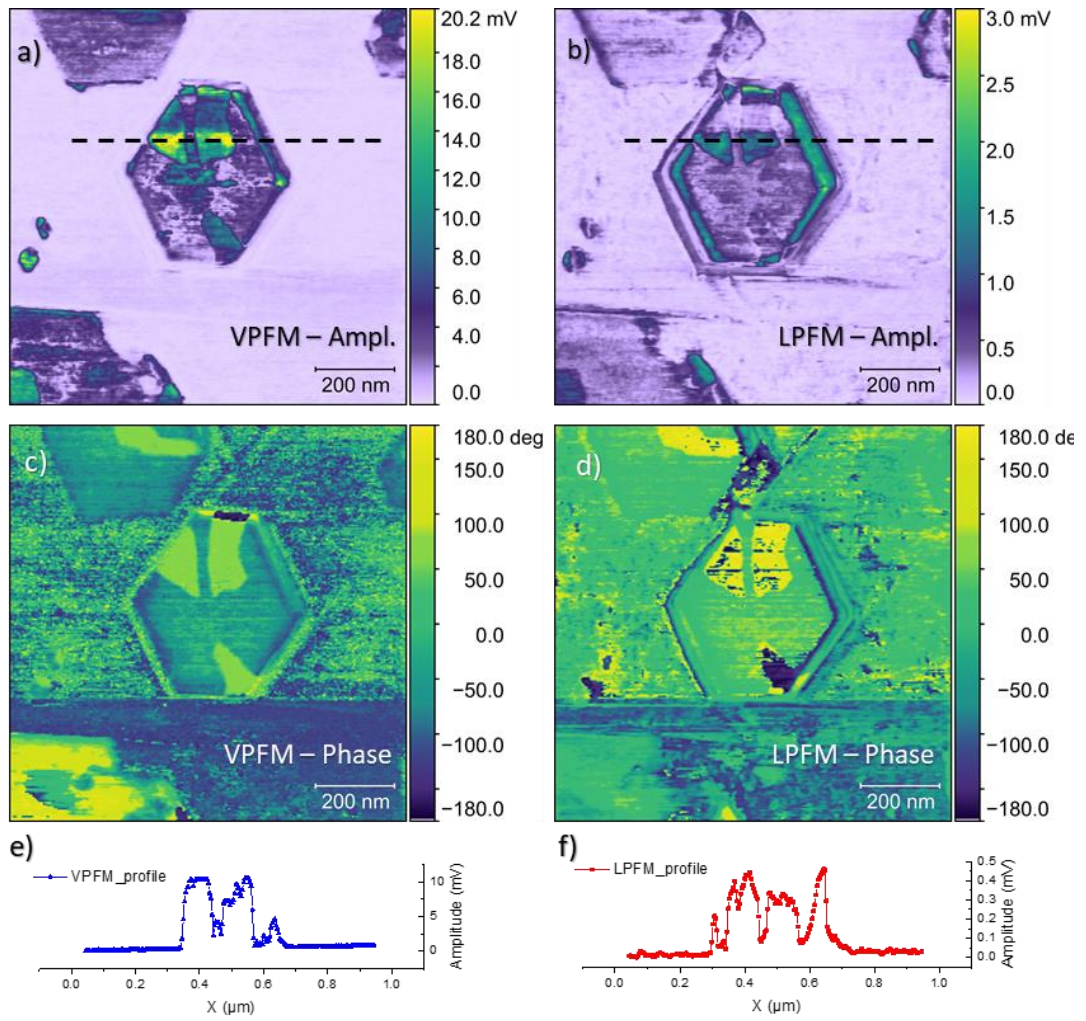 a)
20.2 mV
18.0
16.0
14.0
12.0
10.0
8.0
6.0
4.0
0.0
VPFM – Ampl.
200 nm
b)
3.0 mV
2.5
2.0
1.5
1.0
0.5
0.0
LPFM – Ampl.
200 nm
c)
180.0 deg
150.0
100.0
50.0
0.0
−50.0
−100.0
−180.0
VPFM – Phase
200 nm
d)
180.0 de
150.0
100.0
50.0
0.0
−50.0
−100.0
−180.0
LPFM – Phase
200 nm
e)
VPFM_profile
10
5
0
Amplitude (mV)
0.0 0.2 0.4 0.6 0.8 1.0
X (µm)
f)
LPFM_profile
0.5
0.4
0.3
0.2
0.1
0.0
Amplitude (mV)
0.0 0.2 0.4 0.6 0.8 1.0
X (µm)